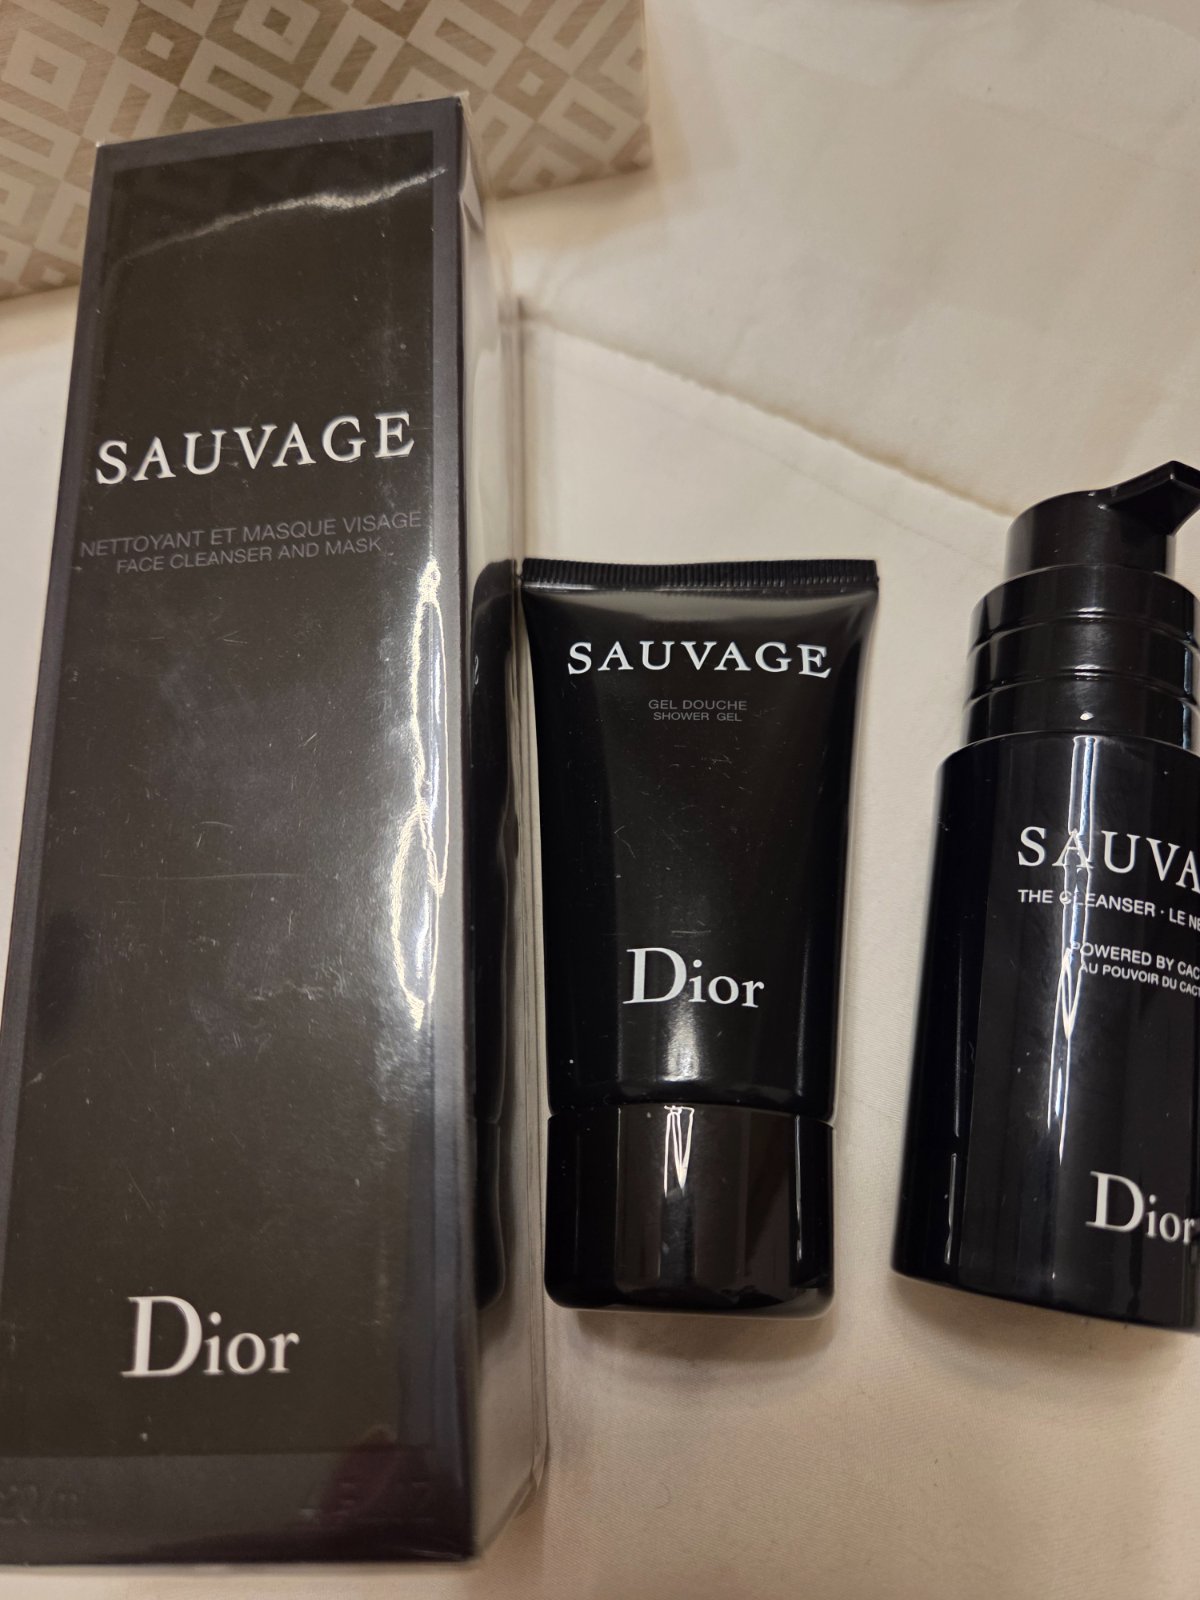 SAUVAGE
NETTOYANT ET MASQUE VISAGE
FACE CLEANSER AND MASK
Dior
SAUVAGE
GEL DOUCHE
SHOWER GEL
Dior
SAUVA
THE CLEANSER · LE NE
POWERED BY CAC
AU POUVOIR DU CACT
Dior